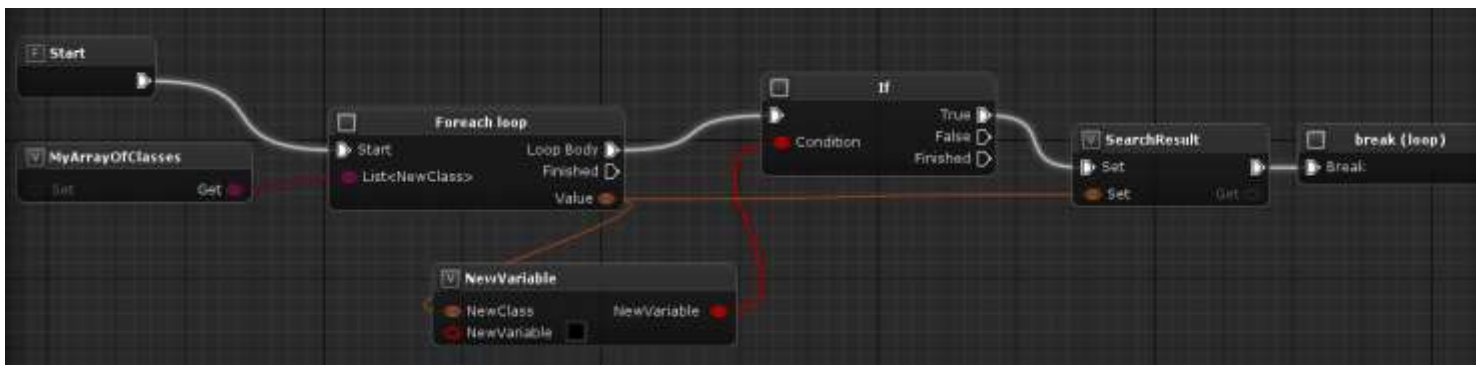 F Start
V MyArrayOfClasses
Set Get
Foreach loop
Start Loop Body
Finished
List<NewClass>
Value
V NewVariable
NewClass NewVariable
NewVariable
If
True
Condition False
Finished
V SearchResult
Set
Set Get
break (loop)
Break